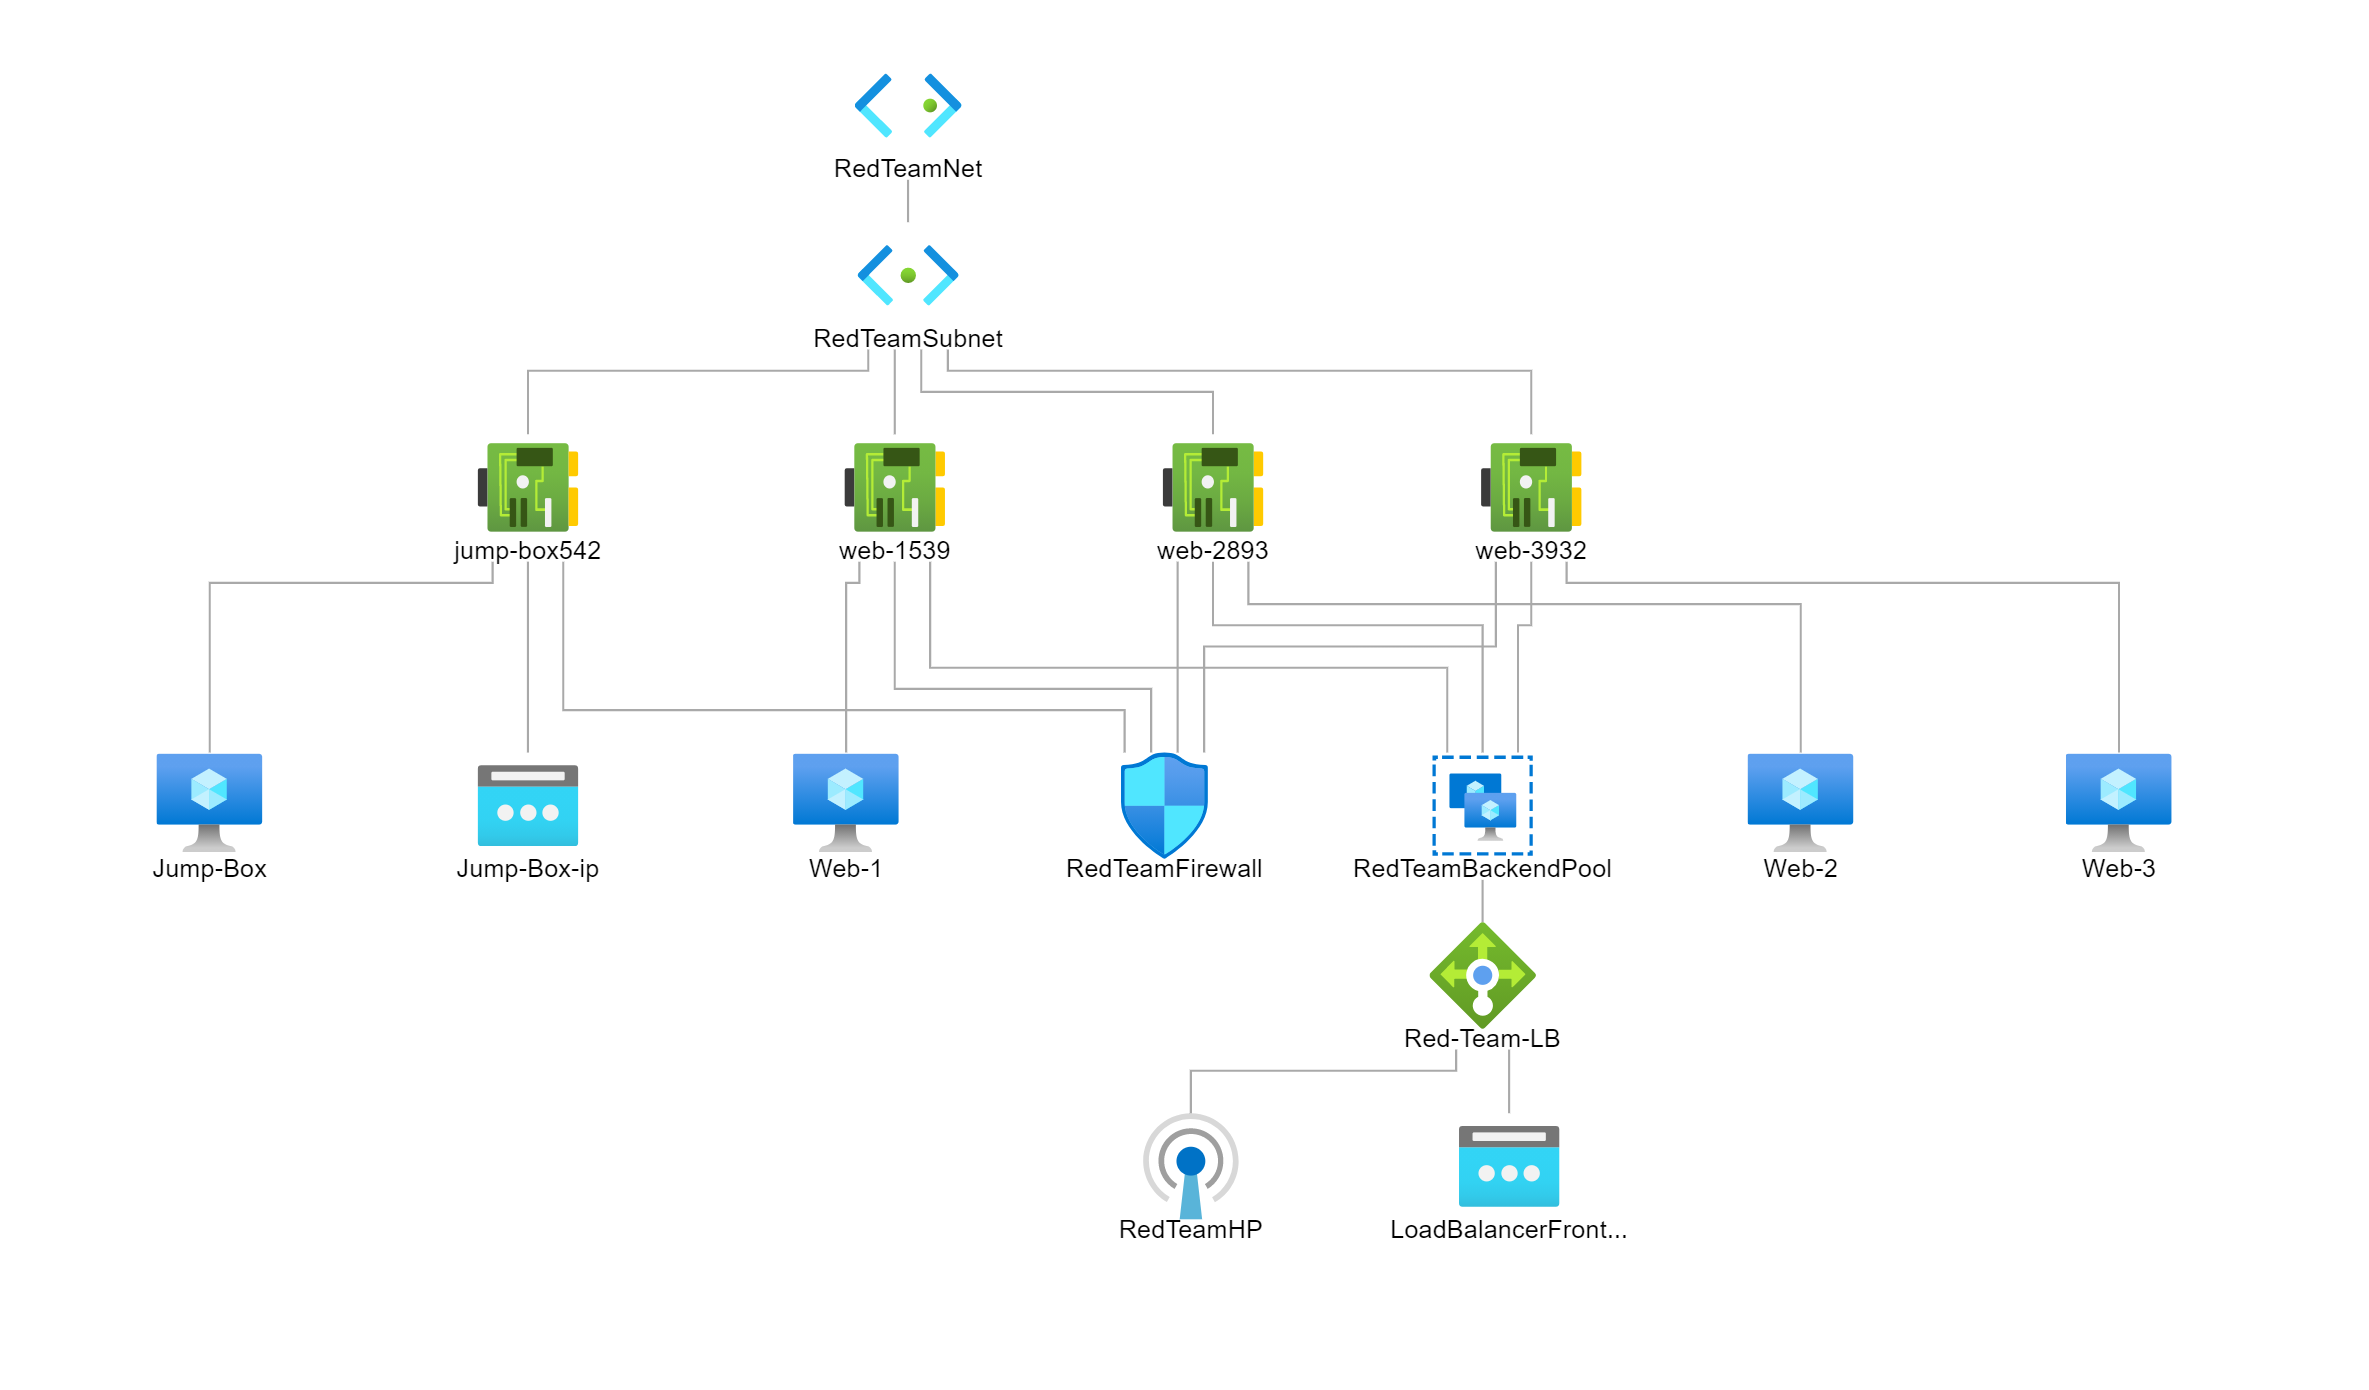 RedTeamNet
RedTeamSubnet
jump-box542
web-1539
web-2893
web-3932
Jump-Box
Jump-Box-ip
Web-1
RedTeamFirewall
RedTeamBackendPool
Web-2
Web-3
Red-Team-LB
RedTeamHP
LoadBalancerFront...